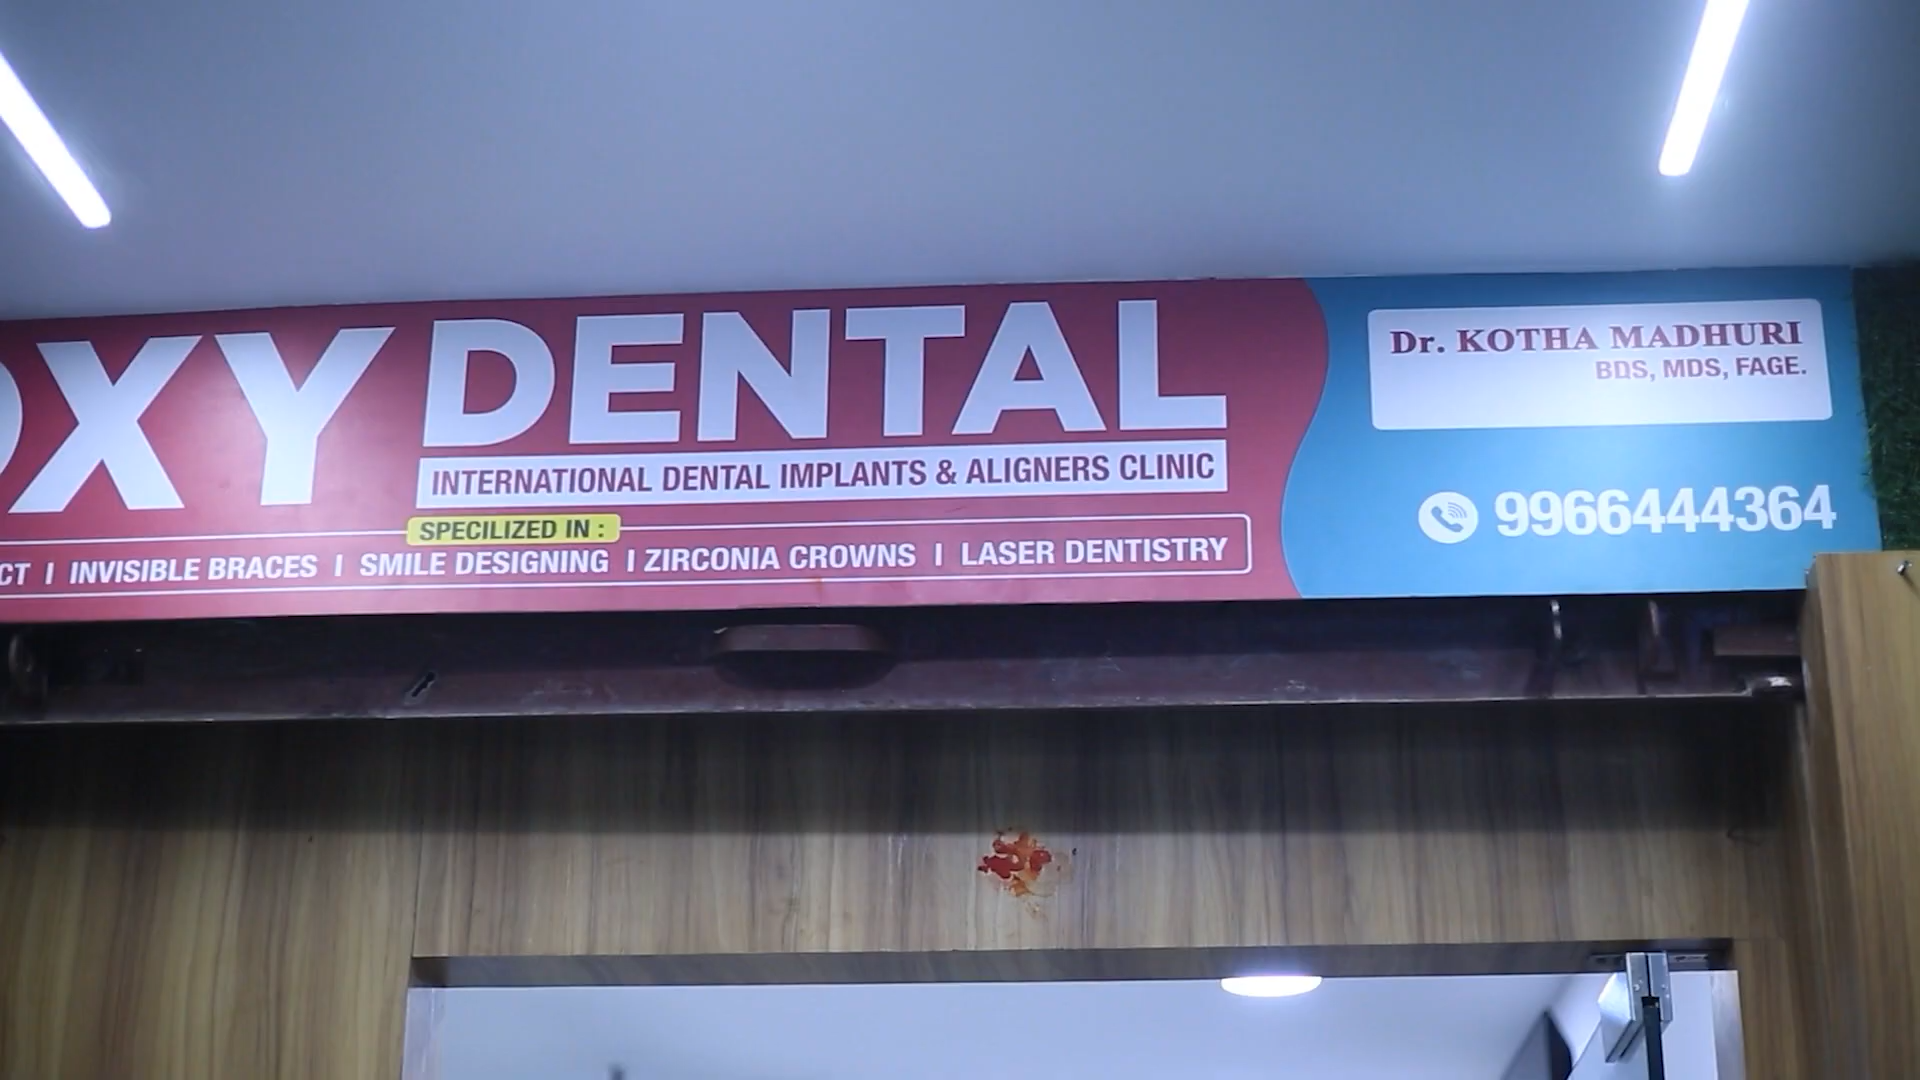 OXY DENTAL
INTERNATIONAL DENTAL IMPLANTS & ALIGNERS CLINIC
SPECILIZED IN :
CT I INVISIBLE BRACES I SMILE DESIGNING I ZIRCONIA CROWNS I LASER DENTISTRY
Dr. KOTHA MADHURI
BDS, MDS, FAGE.
9966444364